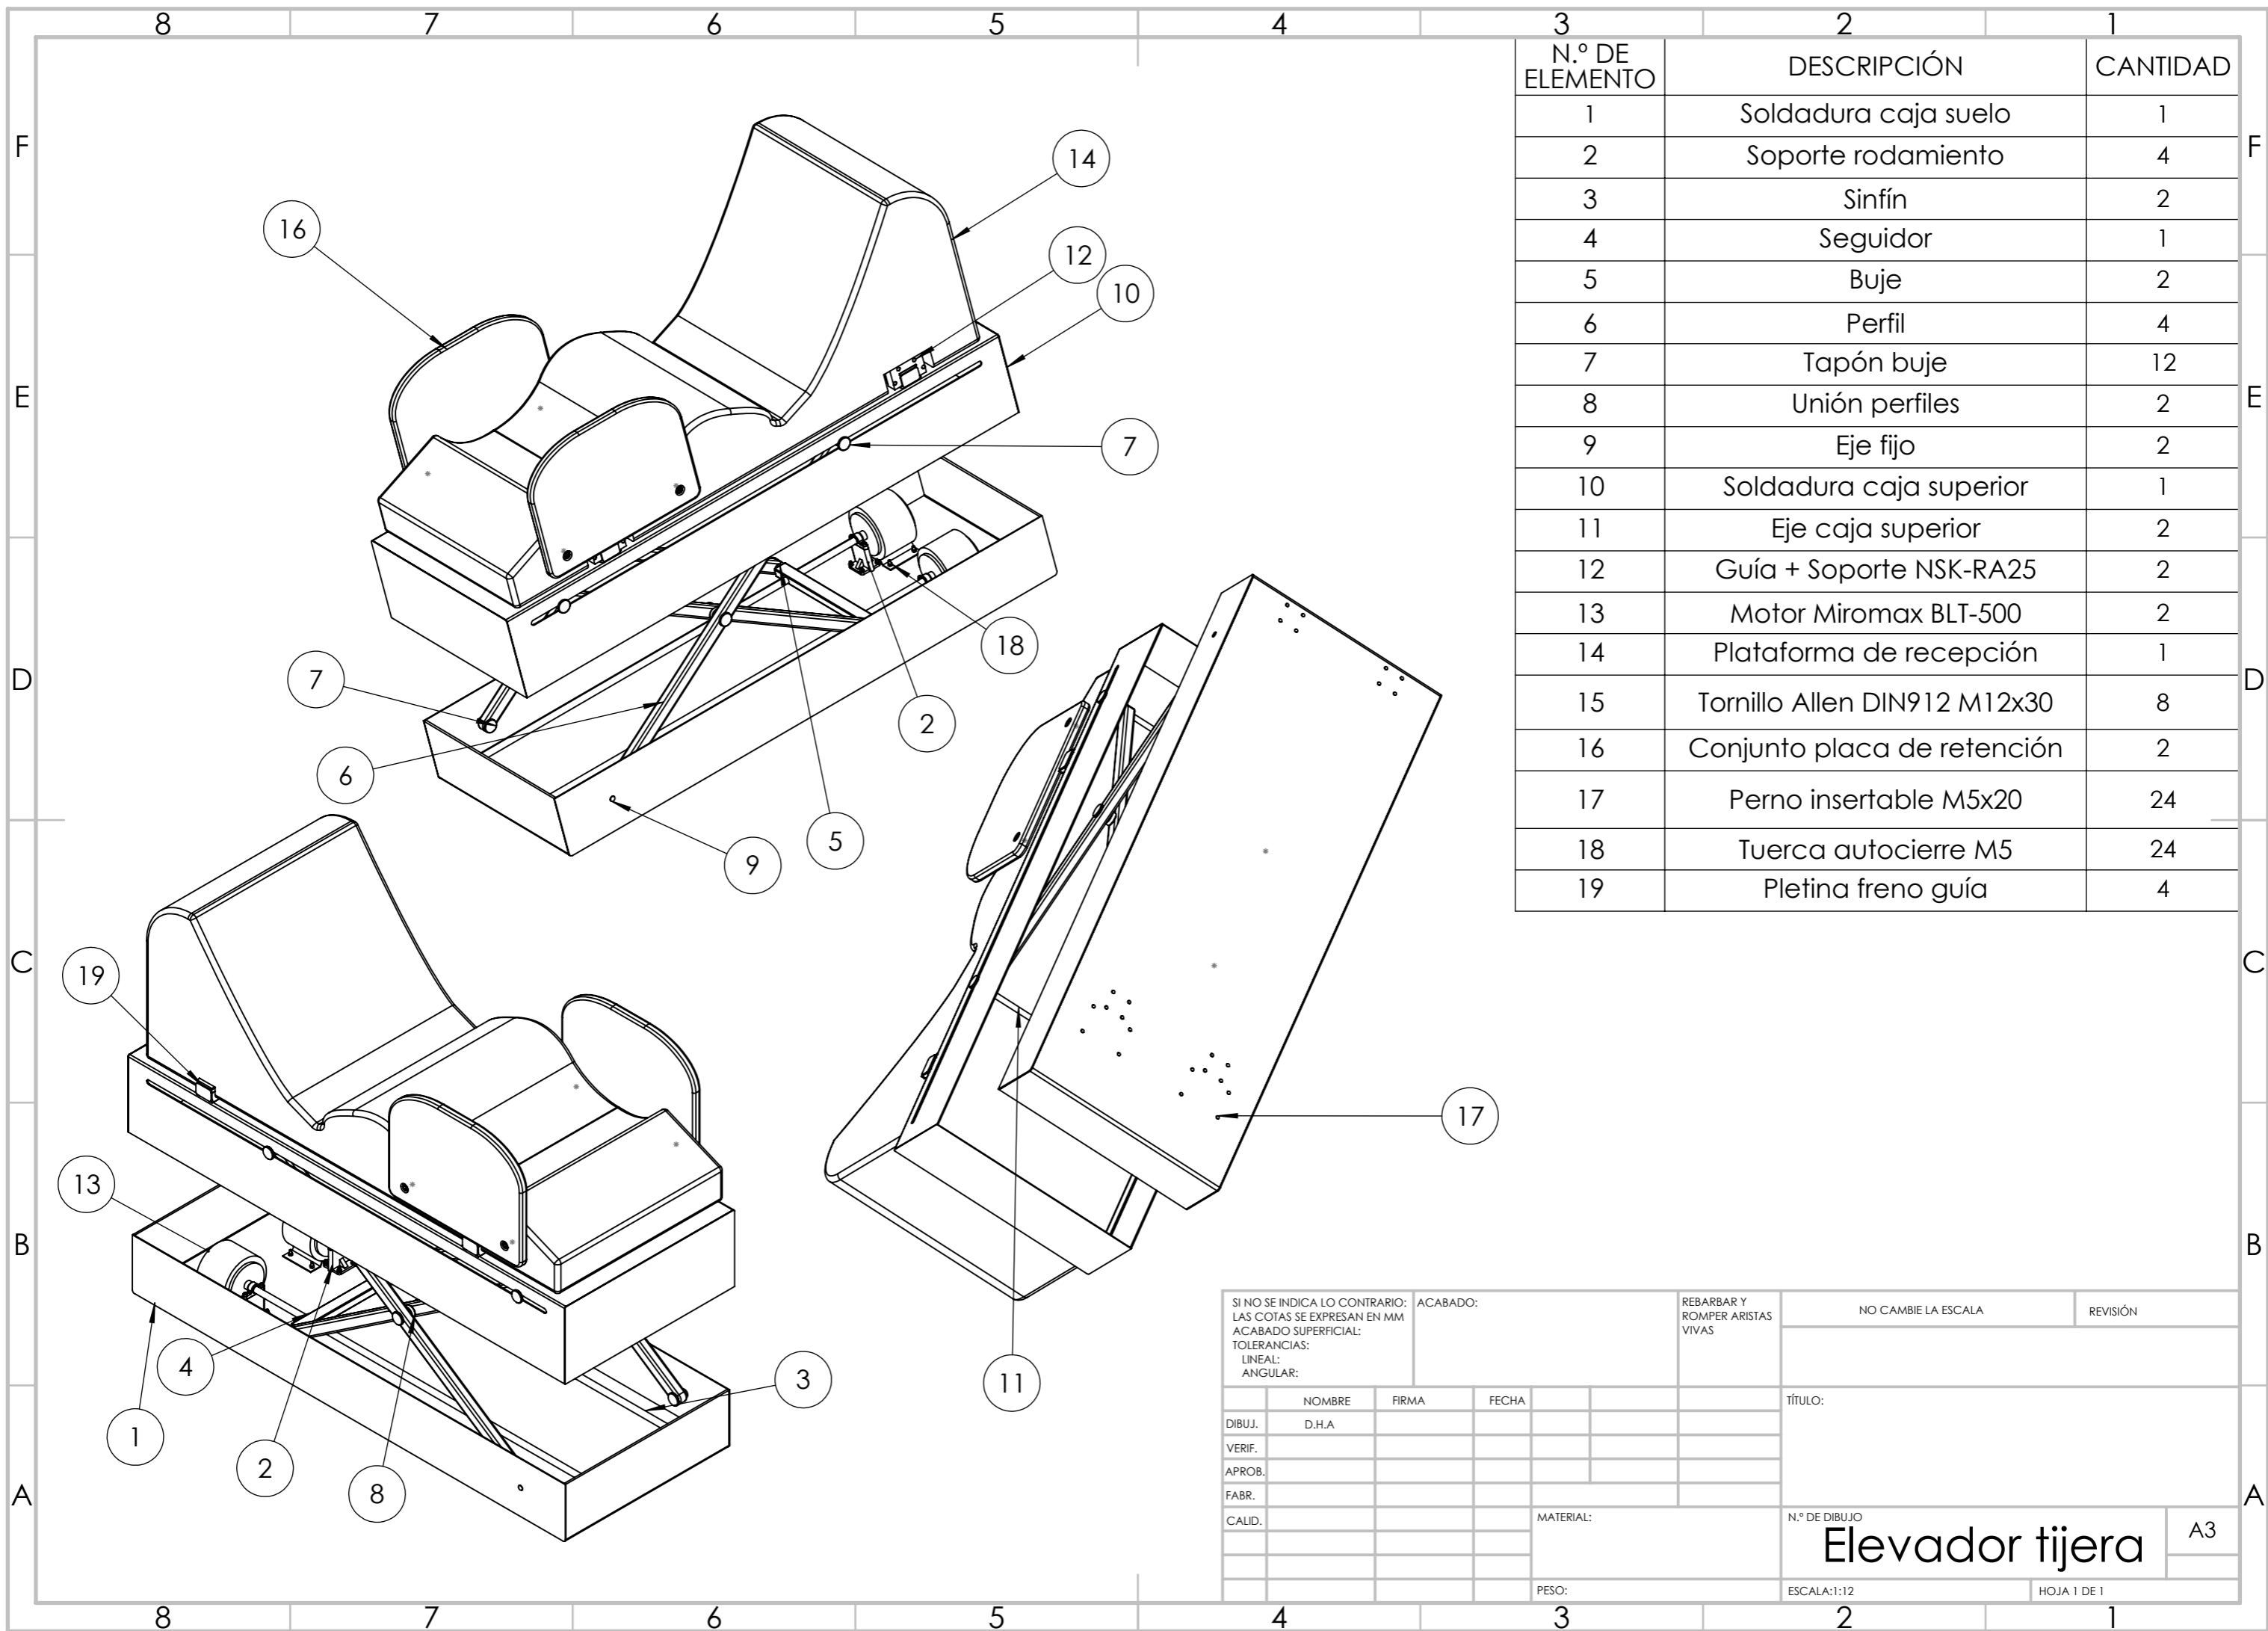 8 7 6 5 4 3 2 1
F
E
D
C
B
A
F
E
D
C
B
A
N.º DE ELEMENTO DESCRIPCIÓN CANTIDAD
1 Soldadura caja suelo 1
2 Soporte rodamiento 4
3 Sinfín 2
4 Seguidor 1
5 Buje 2
6 Perfil 4
7 Tapón buje 12
8 Unión perfiles 2
9 Eje fijo 2
10 Soldadura caja superior 1
11 Eje caja superior 2
12 Guía + Soporte NSK-RA25 2
13 Motor Miromax BLT-500 2
14 Plataforma de recepción 1
15 Tornillo Allen DIN912 M12x30 8
16 Conjunto placa de retención 2
17 Perno insertable M5x20 24
18 Tuerca autocierre M5 24
19 Pletina freno guía 4
14
16
12
10
7
18
7
2
6
5
9
19
17
13
4
3
11
1
2
8
SI NO SE INDICA LO CONTRARIO:
LAS COTAS SE EXPRESAN EN MM
ACABADO SUPERFICIAL:
TOLERANCIAS:
LINEAL:
ANGULAR:
ACABADO:
REBARBAR Y
ROMPER ARISTAS
VIVAS
NO CAMBIE LA ESCALA
REVISIÓN
NOMBRE FIRMA FECHA
DIBUJ. D.H.A
VERIF.
APROB.
FABR.
CALID.
TÍTULO:
MATERIAL:
N.º DE DIBUJO
Elevador tijera
A3
PESO:
ESCALA:1:12
HOJA 1 DE 1
8 7 6 5 4 3 2 1